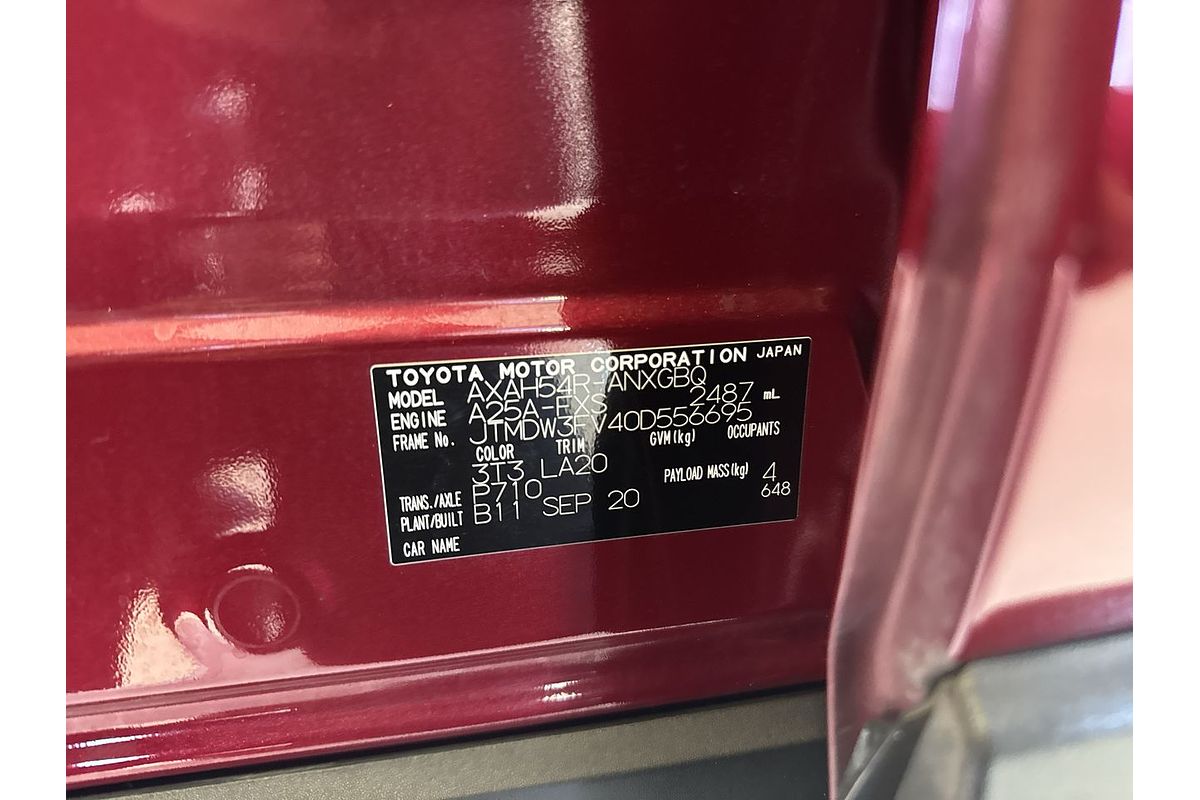 TOYOTA MOTOR CORPORATION JAPAN
MODEL AXAH54R-ANXGBQ
ENGINE A25A-FXS 2487 mL
FRAME No. JTMDW3FV40D556695
COLOR TRIM GVM(kg) OCCUPANTS
3T3 LA20 4
TRANS./AXLE P710 PAYLOAD MASS(kg) 648
PLANT/BUILT B11 SEP 20
CAR NAME